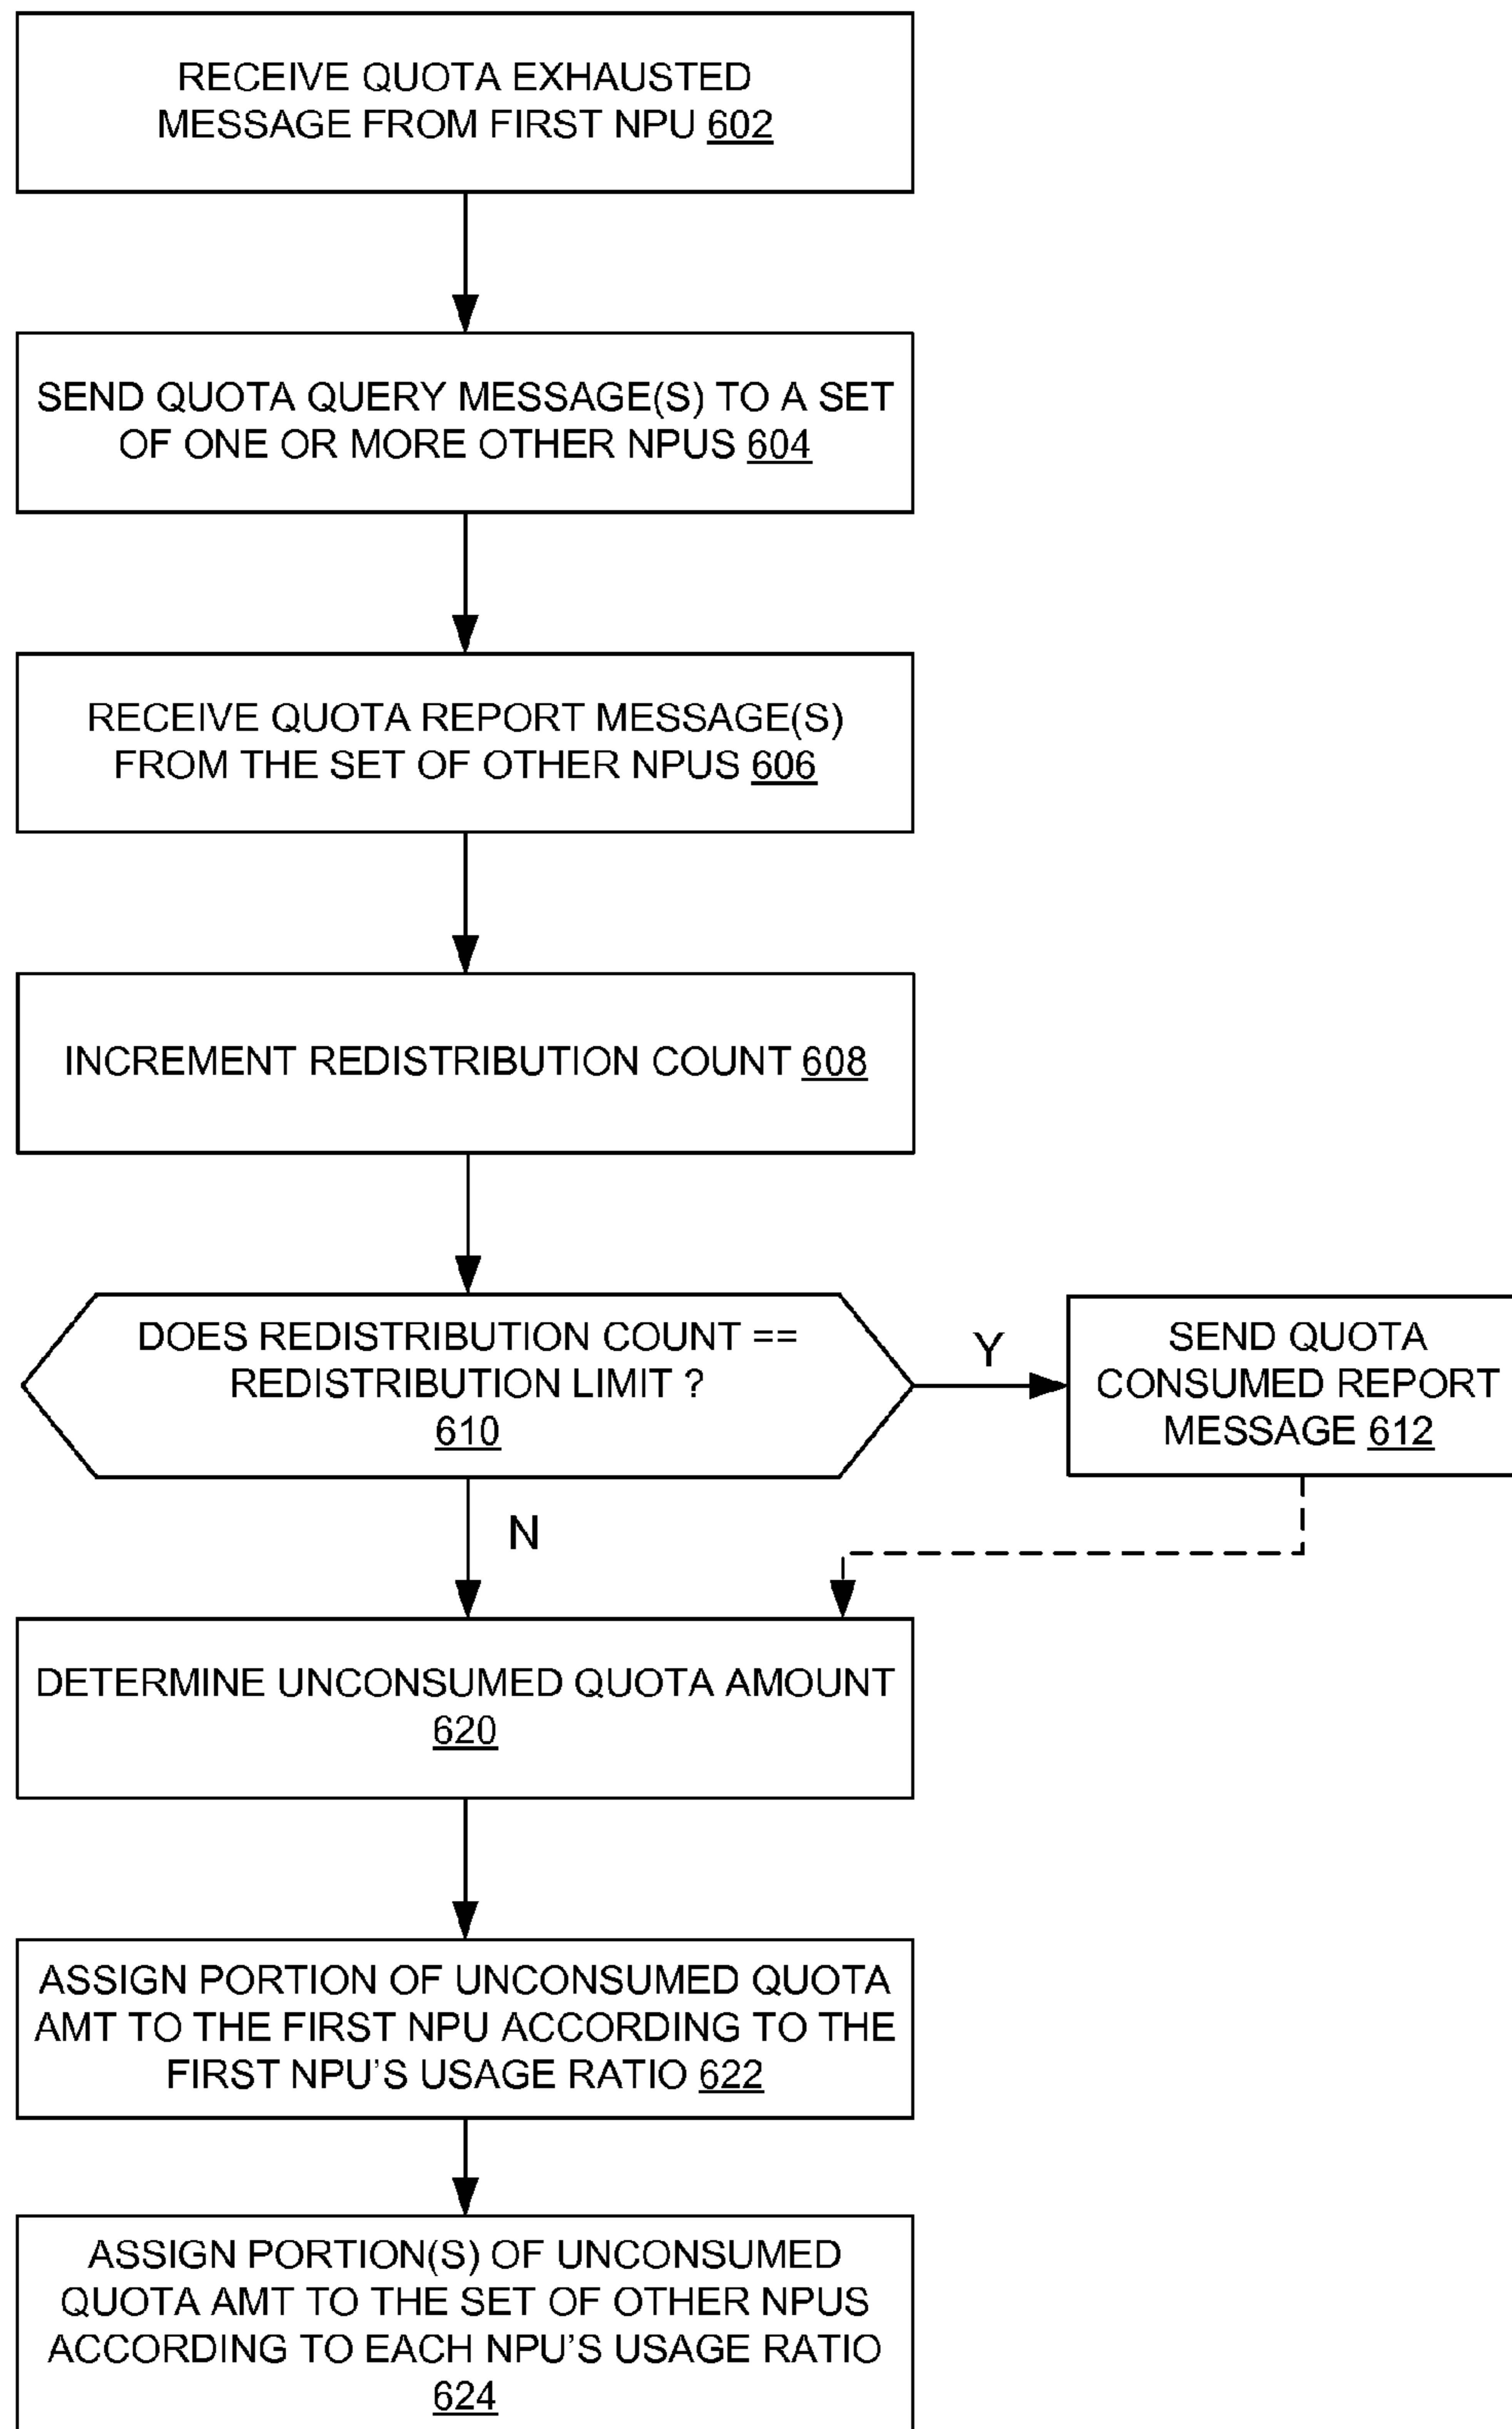 RECEIVE QUOTA EXHAUSTED
MESSAGE FROM FIRST NPU 602
SEND QUOTA QUERY MESSAGE(S) TO A SET
OF ONE OR MORE OTHER NPUS 604
RECEIVE QUOTA REPORT MESSAGE(S)
FROM THE SET OF OTHER NPUS 606
INCREMENT REDISTRIBUTION COUNT 608
DOES REDISTRIBUTION COUNT ==
REDISTRIBUTION LIMIT ?
610
Y
SEND QUOTA
CONSUMED REPORT
MESSAGE 612
N
DETERMINE UNCONSUMED QUOTA AMOUNT
620
ASSIGN PORTION OF UNCONSUMED QUOTA
AMT TO THE FIRST NPU ACCORDING TO THE
FIRST NPU'S USAGE RATIO 622
ASSIGN PORTION(S) OF UNCONSUMED
QUOTA AMT TO THE SET OF OTHER NPUS
ACCORDING TO EACH NPU'S USAGE RATIO
624